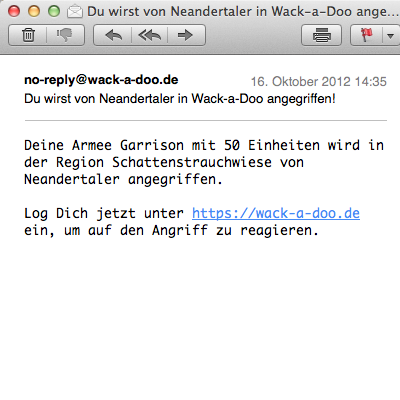 Du wirst von Neandertaler in Wack-a-Doo ange...
no-reply@wack-a-doo.de
16. Oktober 2012 14:35
Du wirst von Neandertaler in Wack-a-Doo angegriffen!
Deine Armee Garrison mit 50 Einheiten wird in
der Region Schattenstrauchwiese von
Neandertaler angegriffen.
Log Dich jetzt unter https://wack-a-doo.de
ein, um auf den Angriff zu reagieren.